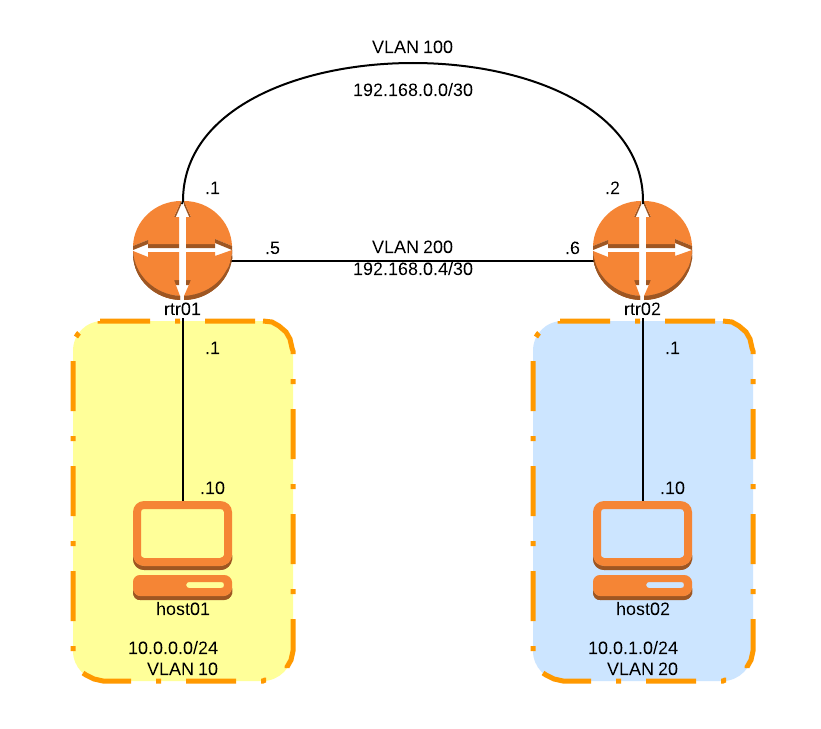 VLAN 100
192.168.0.0/30
.1
.2
.5
VLAN 200
.6
192.168.0.4/30
rtr01
rtr02
.1
.1
.10
.10
host01
host02
10.0.0.0/24
VLAN 10
10.0.1.0/24
VLAN 20